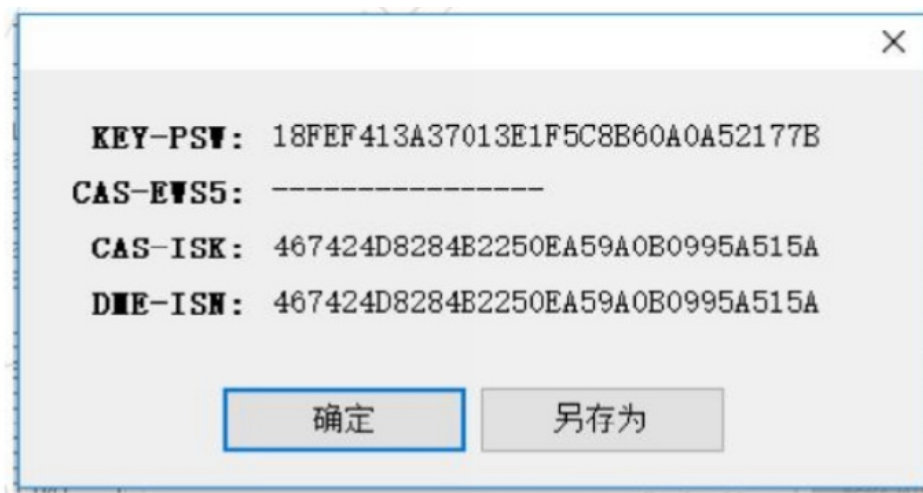 KEY-PSW: 18FEF413A37013E1F5C8B60A0A52177B
CAS-EWS5: ----------------
CAS-ISK: 467424D8284B2250EA59A0B0995A515A
DME-ISN: 467424D8284B2250EA59A0B0995A515A
确定 另存为